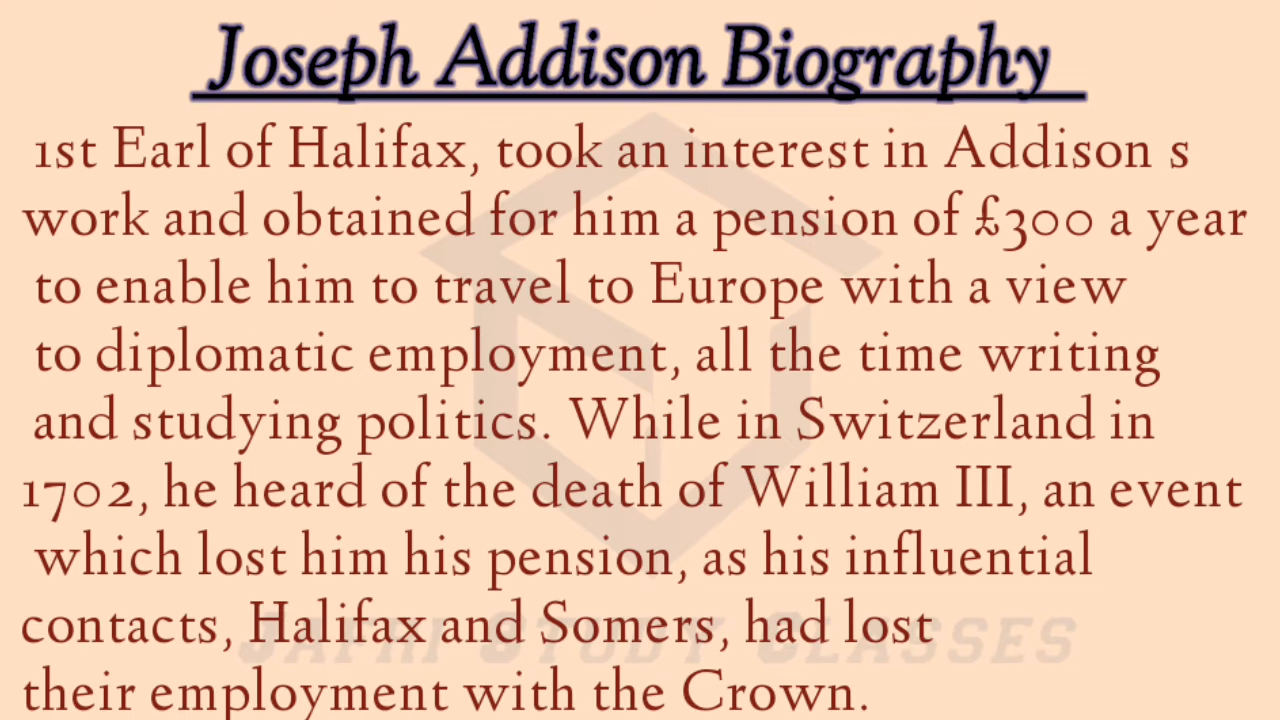 Joseph Addison Biography
1st Earl of Halifax, took an interest in Addison s
work and obtained for him a pension of £300 a year
to enable him to travel to Europe with a view
to diplomatic employment, all the time writing
and studying politics. While in Switzerland in
1702, he heard of the death of William III, an event
which lost him his pension, as his influential
contacts, Halifax and Somers, had lost
Jafri Study Classes
their employment with the Crown.